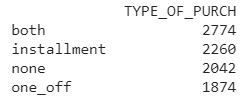 TYPE_OF_PURCH
both 2774
installment 2260
none 2042
one_off 1874